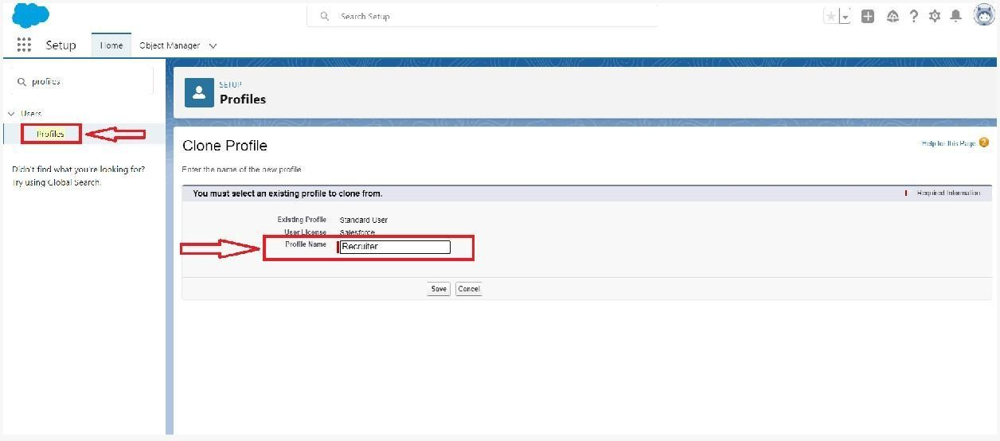 Search Setup
Setup
Home
Object Manager
profiles
Users
Profiles
Didn't find what you're looking for?
Try using Global Search.
SETUP
Profiles
Clone Profile
Help for this Page ?
Enter the name of the new profile
You must select an existing profile to clone from.
Required Information
Existing Profile Standard User
User License Salesforce
Profile Name Recruiter
Save Cancel